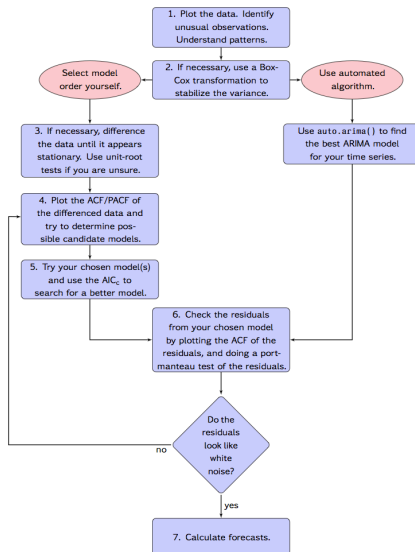 1. Plot the data. Identify
unusual observations.
Understand patterns.
Select model
order yourself.
2. If necessary, use a Box-
Cox transformation to
stabilize the variance.
Use automated
algorithm.
3. If necessary, difference
the data until it appears
stationary. Use unit-root
tests if you are unsure.
Use auto.arima() to find
the best ARIMA model
for your time series.
4. Plot the ACF/PACF of
the differenced data and
try to determine pos-
sible candidate models.
5. Try your chosen model(s)
and use the AICc to
search for a better model.
6. Check the residuals
from your chosen model
by plotting the ACF of the
residuals, and doing a port-
manteau test of the residuals.
Do the
residuals
look like
white
noise?
no
yes
7. Calculate forecasts.